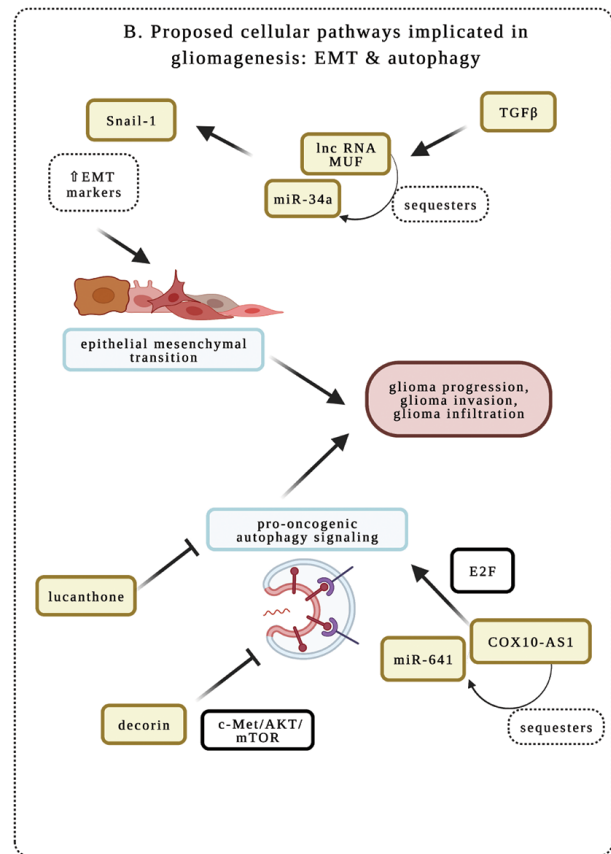 B. Proposed cellular pathways implicated in
gliomagenesis: EMT & autophagy
Snail-1
TGFβ
lnc RNA
MUF
miR-34a
sequesters
⇧EMT
markers
epithelial mesenchymal
transition
glioma progression,
glioma invasion,
glioma infiltration
pro-oncogenic
autophagy signaling
lucanthone
E2F
COX10-AS1
miR-641
sequesters
decorin
c-Met/AKT/
mTOR